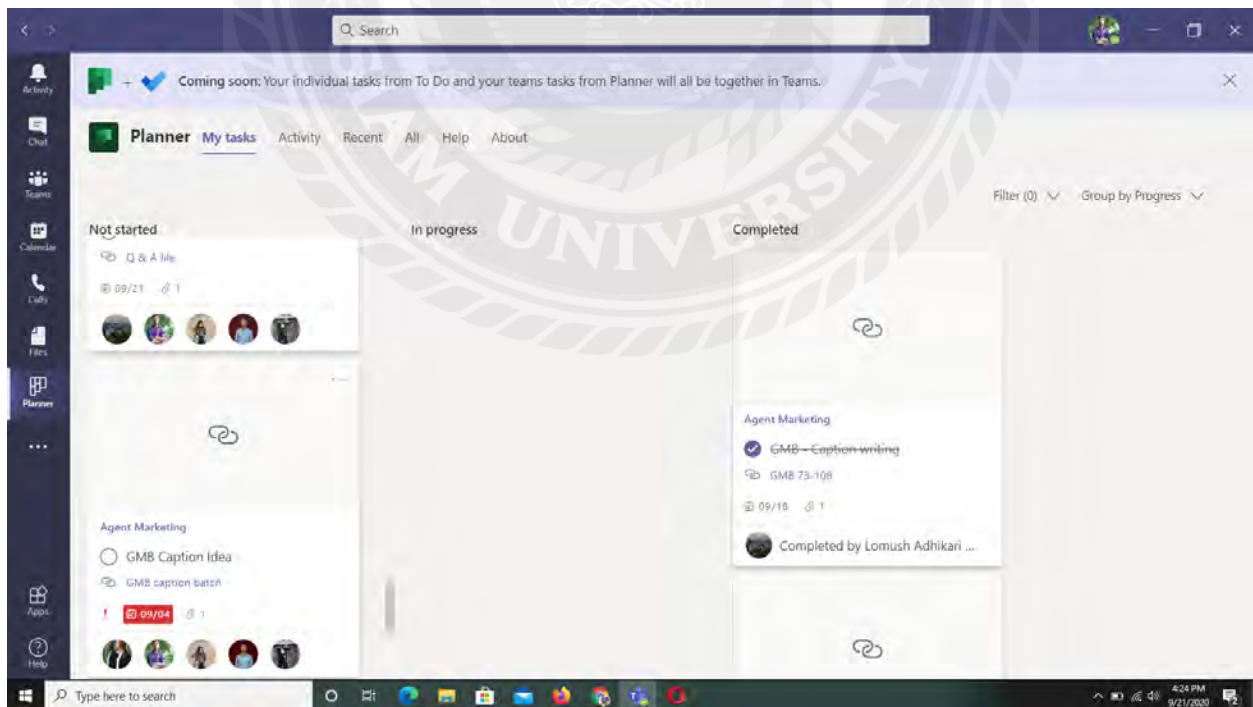 Search
Activity
Chat
Teams
Calendar
Calls
Files
Planner
Apps
Help
Coming soon: Your individual tasks from To Do and your teams tasks from Planner will all be together in Teams.
Planner My tasks Activity Recent All Help About
Filter (0) Group by Progress
Not started In progress Completed
Q & A
09/21 1
Agent Marketing
GMB Caption Idea
GMB caption batch
! 09/04 1
Agent Marketing
GMB - Caption writing
GMB 73-108
1
Completed by Lomush Adhikari ...
UNIVERSITY
Type here to search
4:24 PM
9/21/2020